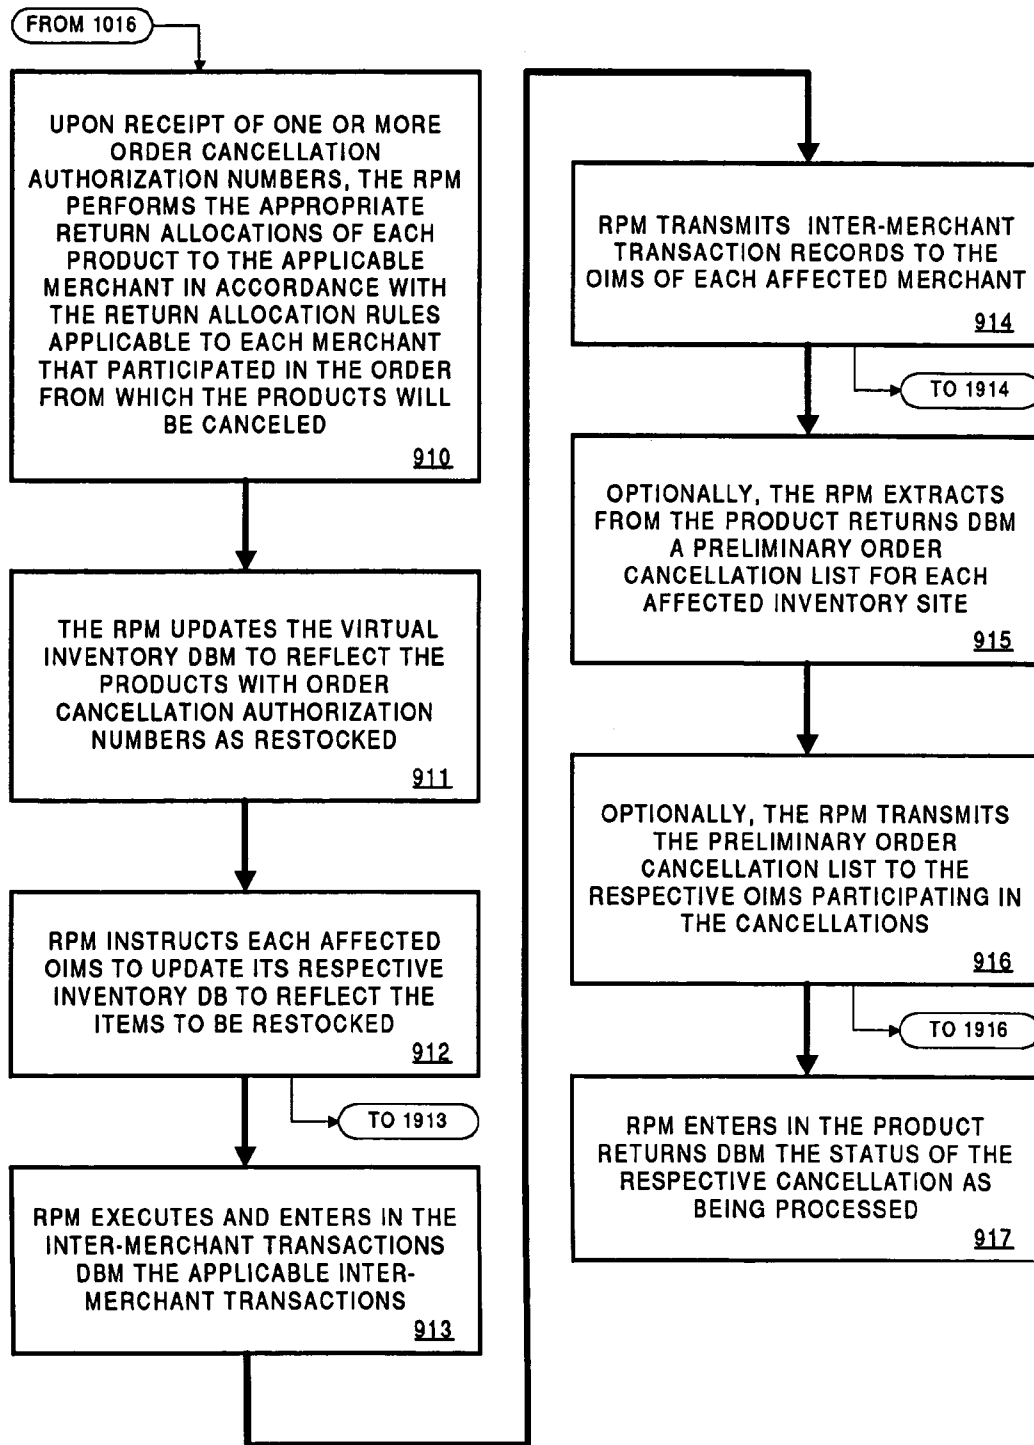 FROM 1016
UPON RECEIPT OF ONE OR MORE
ORDER CANCELLATION
AUTHORIZATION NUMBERS, THE RPM
PERFORMS THE APPROPRIATE
RETURN ALLOCATIONS OF EACH
PRODUCT TO THE APPLICABLE
MERCHANT IN ACCORDANCE WITH
THE RETURN ALLOCATION RULES
APPLICABLE TO EACH MERCHANT
THAT PARTICIPATED IN THE ORDER
FROM WHICH THE PRODUCTS WILL
BE CANCELED
910
THE RPM UPDATES THE VIRTUAL
INVENTORY DBM TO REFLECT THE
PRODUCTS WITH ORDER
CANCELLATION AUTHORIZATION
NUMBERS AS RESTOCKED
911
RPM INSTRUCTS EACH AFFECTED
OIMS TO UPDATE ITS RESPECTIVE
INVENTORY DB TO REFLECT THE
ITEMS TO BE RESTOCKED
912
TO 1913
RPM EXECUTES AND ENTERS IN THE
INTER-MERCHANT TRANSACTIONS
DBM THE APPLICABLE INTER-
MERCHANT TRANSACTIONS
913
RPM TRANSMITS INTER-MERCHANT
TRANSACTION RECORDS TO THE
OIMS OF EACH AFFECTED MERCHANT
914
TO 1914
OPTIONALLY, THE RPM EXTRACTS
FROM THE PRODUCT RETURNS DBM
A PRELIMINARY ORDER
CANCELLATION LIST FOR EACH
AFFECTED INVENTORY SITE
915
OPTIONALLY, THE RPM TRANSMITS
THE PRELIMINARY ORDER
CANCELLATION LIST TO THE
RESPECTIVE OIMS PARTICIPATING IN
THE CANCELLATIONS
916
TO 1916
RPM ENTERS IN THE PRODUCT
RETURNS DBM THE STATUS OF THE
RESPECTIVE CANCELLATION AS
BEING PROCESSED
917